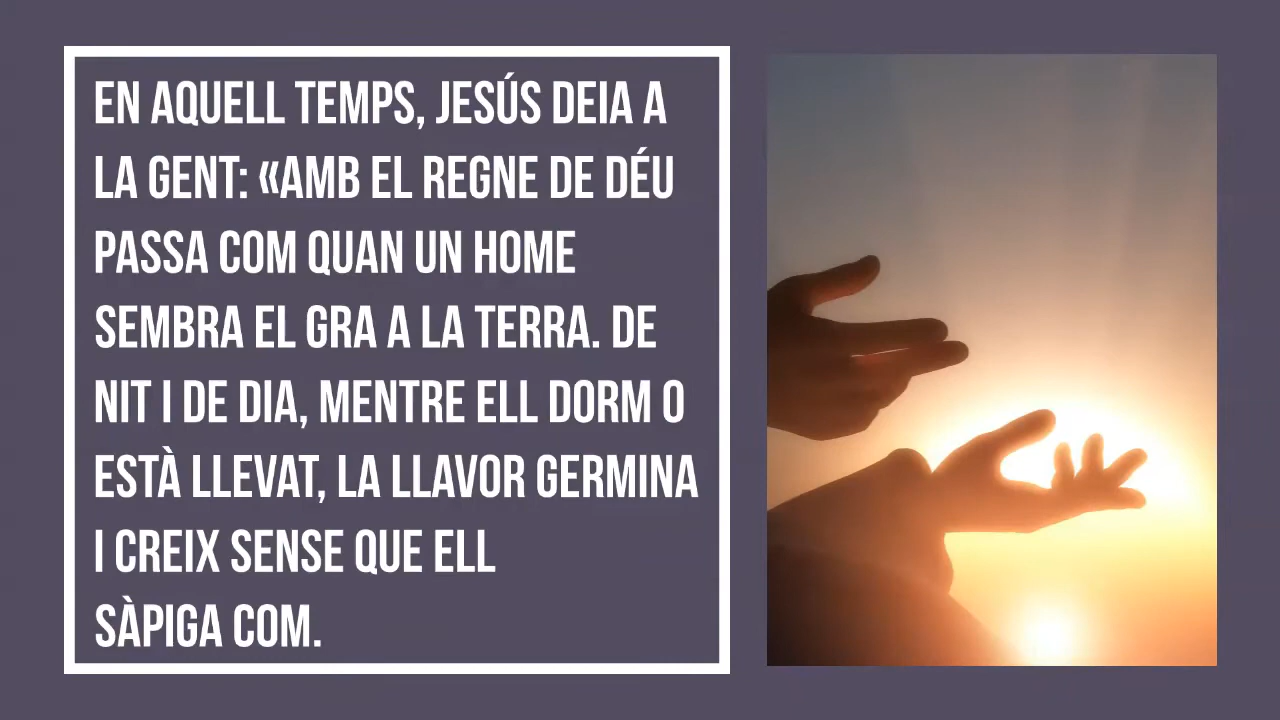 EN AQUELL TEMPS, JESÚS DEIA A
LA GENT: «AMB EL REGNE DE DÉU
PASSA COM QUAN UN HOME
SEMBRA EL GRA A LA TERRA. DE
NIT I DE DIA, MENTRE ELL DORM O
ESTÀ LLEVAT, LA LLAVOR GERMINA
I CREIX SENSE QUE ELL
SÀPIGA COM.